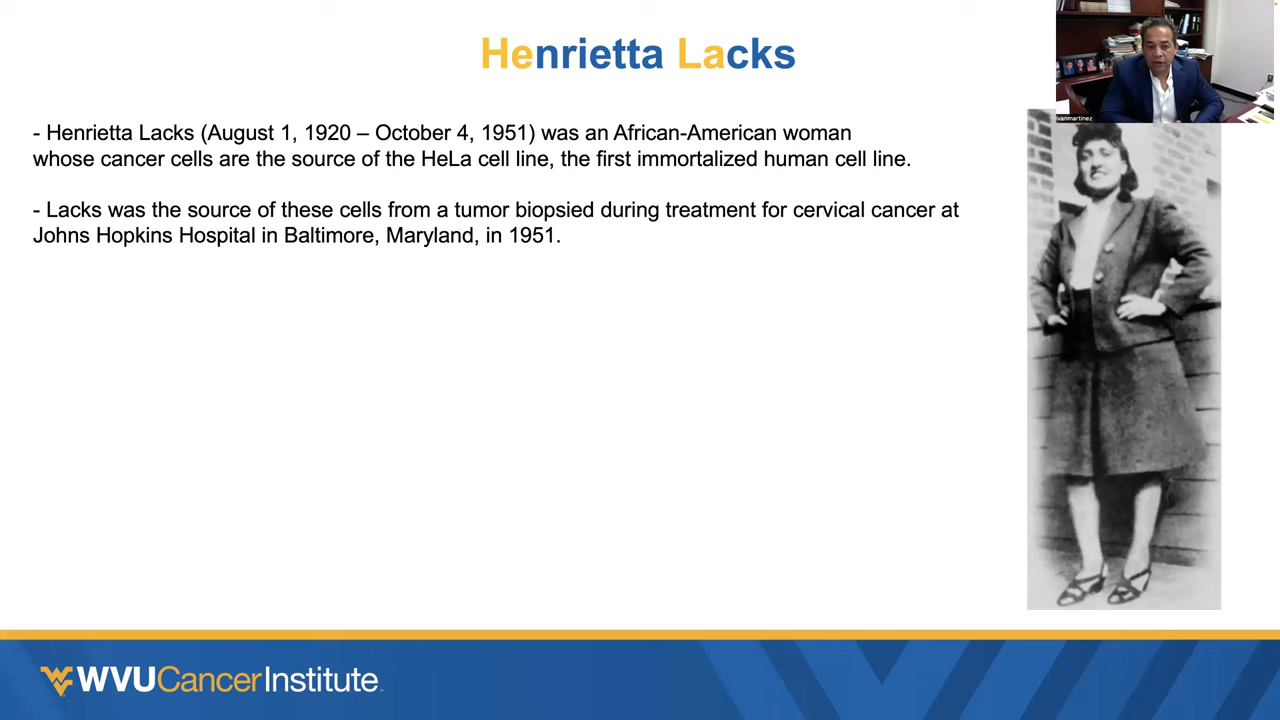 Henrietta Lacks
ivanmartinez
- Henrietta Lacks (August 1, 1920 – October 4, 1951) was an African-American woman
whose cancer cells are the source of the HeLa cell line, the first immortalized human cell line.
- Lacks was the source of these cells from a tumor biopsied during treatment for cervical cancer at
Johns Hopkins Hospital in Baltimore, Maryland, in 1951.
WVUCancerInstitute